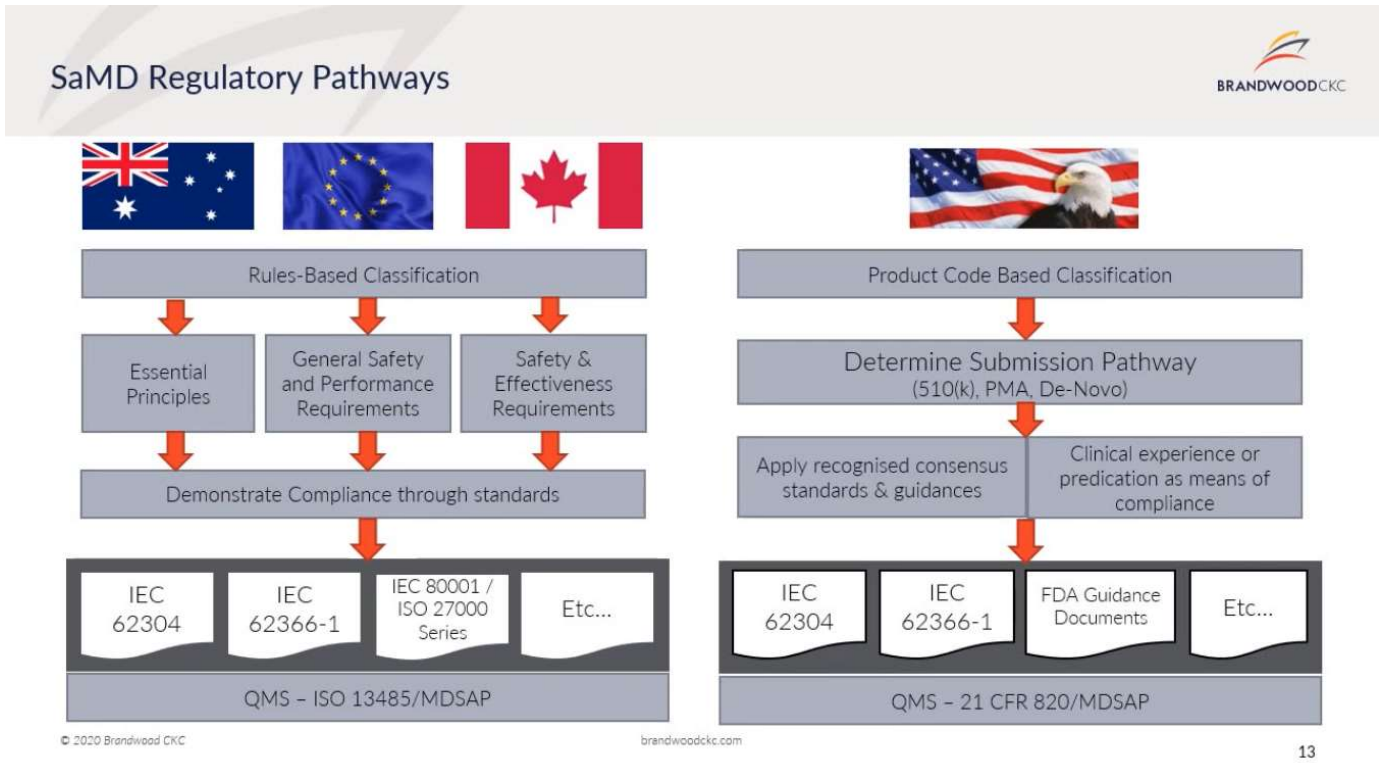 SaMD Regulatory Pathways
BRANDWOODCKC
Rules-Based Classification
Essential
Principles
General Safety
and Performance
Requirements
Safety &
Effectiveness
Requirements
Demonstrate Compliance through standards
IEC
62304
IEC
62366-1
IEC 80001 /
ISO 27000
Series
Etc...
QMS – ISO 13485/MDSAP
Product Code Based Classification
Determine Submission Pathway
(510(k), PMA, De-Novo)
Apply recognised consensus
standards & guidances
Clinical experience or
predication as means of
compliance
IEC
62304
IEC
62366-1
FDA Guidance
Documents
Etc...
QMS – 21 CFR 820/MDSAP
© 2020 Brandwood CKC
brandwoodckc.com
13